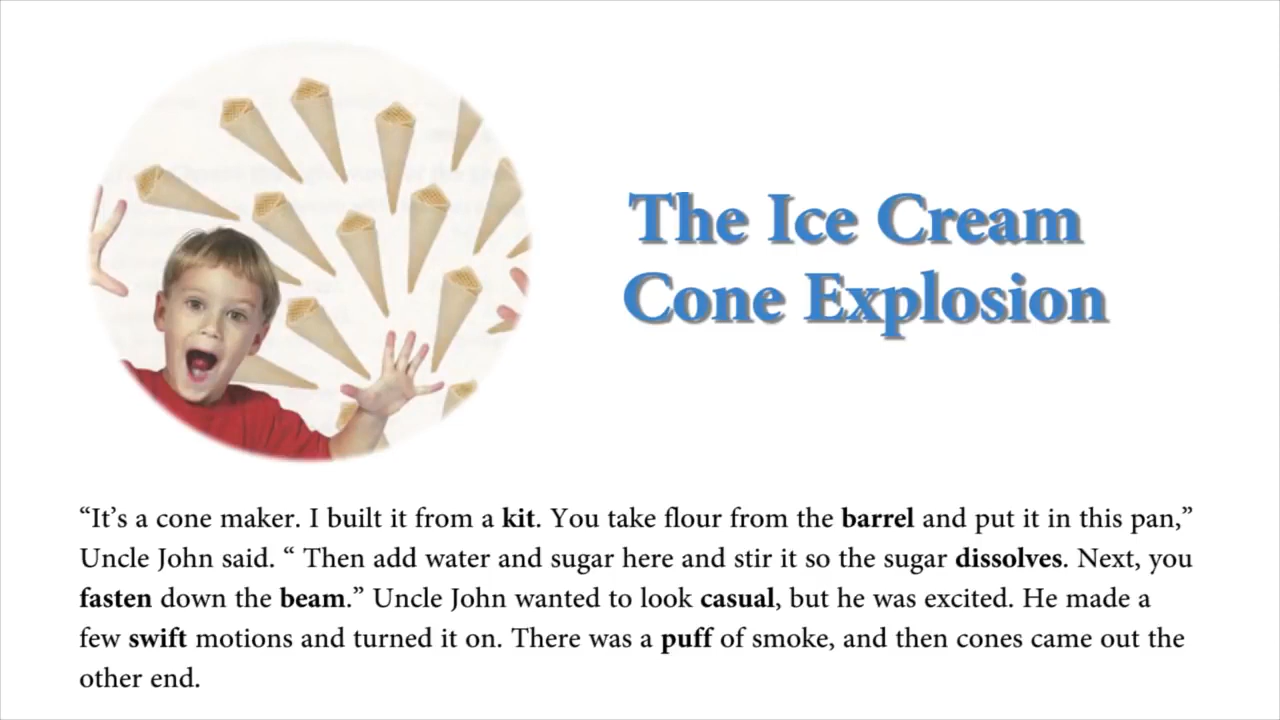 The Ice Cream
Cone Explosion
“It’s a cone maker. I built it from a kit. You take flour from the barrel and put it in this pan,”
Uncle John said. “ Then add water and sugar here and stir it so the sugar dissolves. Next, you
fasten down the beam.” Uncle John wanted to look casual, but he was excited. He made a
few swift motions and turned it on. There was a puff of smoke, and then cones came out the
other end.